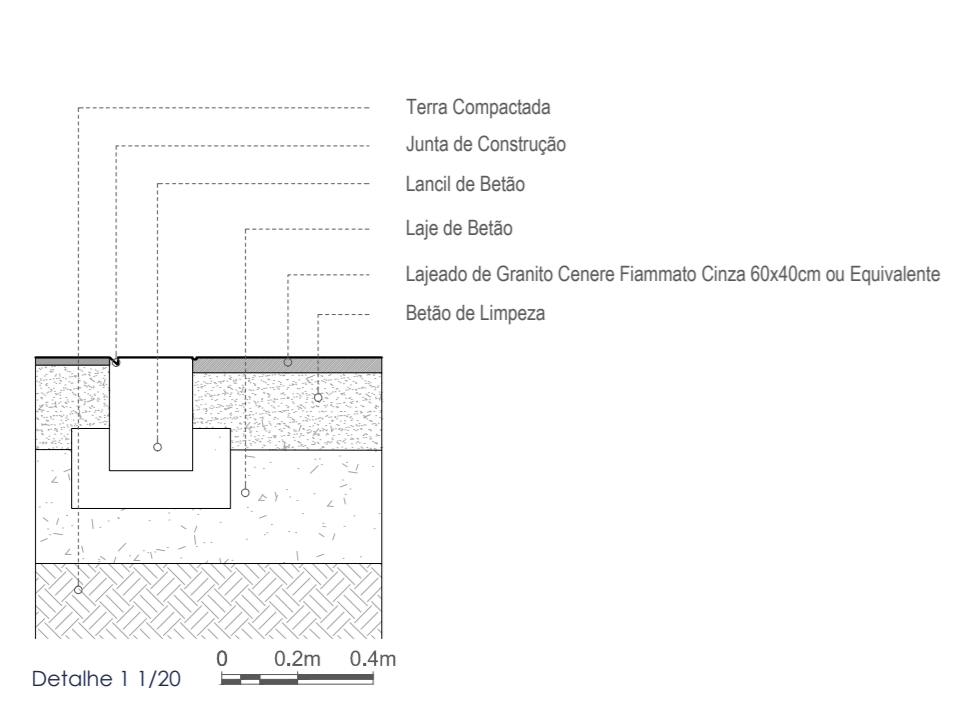 Terra Compactada
Junta de Construção
Lancil de Betão
Laje de Betão
Lajeado de Granito Cenere Fiammato Cinza 60x40cm ou Equivalente
Betão de Limpeza
0 0.2m 0.4m
Detalhe 1 1/20